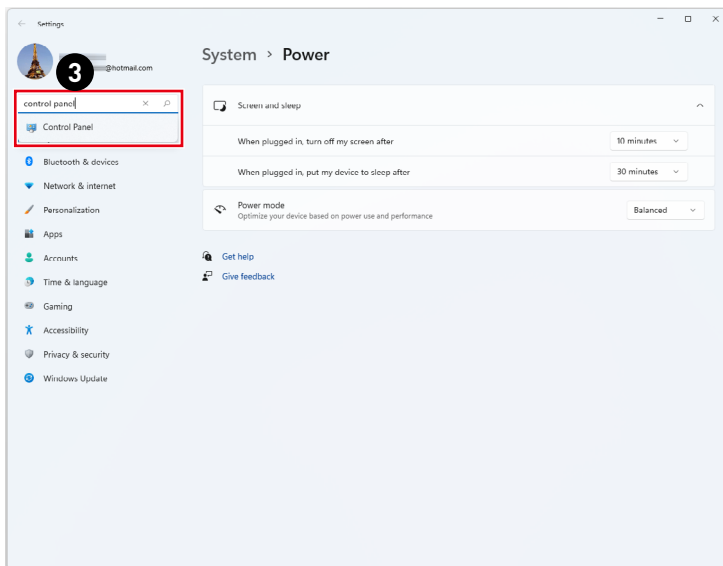 Settings
@hotmail.com
3
control panel
Control Panel
Bluetooth & devices
Network & internet
Personalization
Apps
Accounts
Time & language
Gaming
Accessibility
Privacy & security
Windows Update
System > Power
Screen and sleep
When plugged in, turn off my screen after
10 minutes
When plugged in, put my device to sleep after
30 minutes
Power mode
Optimize your device based on power use and performance
Balanced
Get help
Give feedback